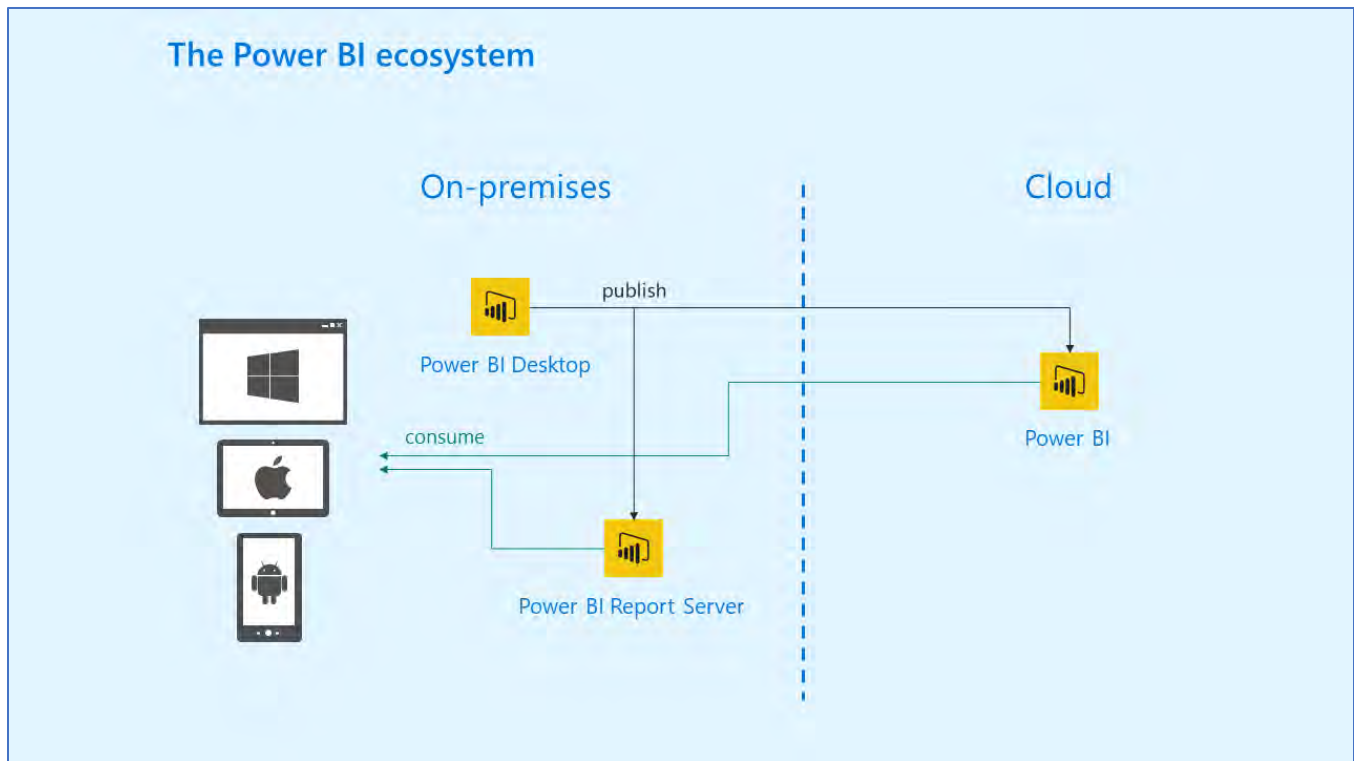 The Power BI ecosystem
On-premises
Cloud
publish
Power BI Desktop
consume
Power BI
Power BI Report Server